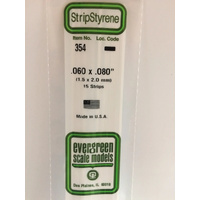 StripStyrene
Item No. Loc. Code
354
.060 x .080"
(1.5 x 2.0 mm)
15 Strips
Made in U.S.A.
evergreen
scale models
Des Plaines, IL 60018